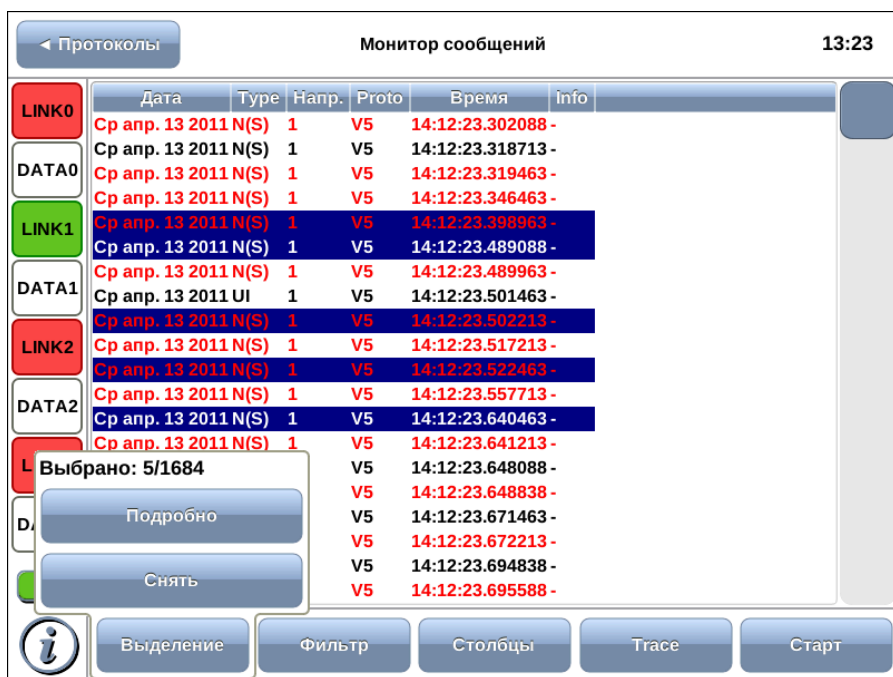 ◄ Протоколы Монитор сообщений 13:23
Дата Type Напр. Proto Время Info
LINK0
Ср апр. 13 2011 N(S) 1 V5 14:12:23.302088 -
Ср апр. 13 2011 N(S) 1 V5 14:12:23.318713 -
DATA0
Ср апр. 13 2011 N(S) 1 V5 14:12:23.319463 -
Ср апр. 13 2011 N(S) 1 V5 14:12:23.346463 -
LINK1
Ср апр. 13 2011 N(S) 1 V5 14:12:23.398963 -
Ср апр. 13 2011 N(S) 1 V5 14:12:23.489088 -
Ср апр. 13 2011 N(S) 1 V5 14:12:23.489963 -
DATA1
Ср апр. 13 2011 UI 1 V5 14:12:23.501463 -
Ср апр. 13 2011 N(S) 1 V5 14:12:23.502213 -
LINK2
Ср апр. 13 2011 N(S) 1 V5 14:12:23.517213 -
Ср апр. 13 2011 N(S) 1 V5 14:12:23.522463 -
DATA2
Ср апр. 13 2011 N(S) 1 V5 14:12:23.557713 -
Ср апр. 13 2011 N(S) 1 V5 14:12:23.640463 -
Ср апр. 13 2011 N(S) 1 V5 14:12:23.641213 -
V5 14:12:23.648088 -
V5 14:12:23.648838 -
V5 14:12:23.671463 -
V5 14:12:23.672213 -
V5 14:12:23.694838 -
V5 14:12:23.695588 -
Выбрано: 5/1684
Подробно
Снять
i Выделение Фильтр Столбцы Trace Старт